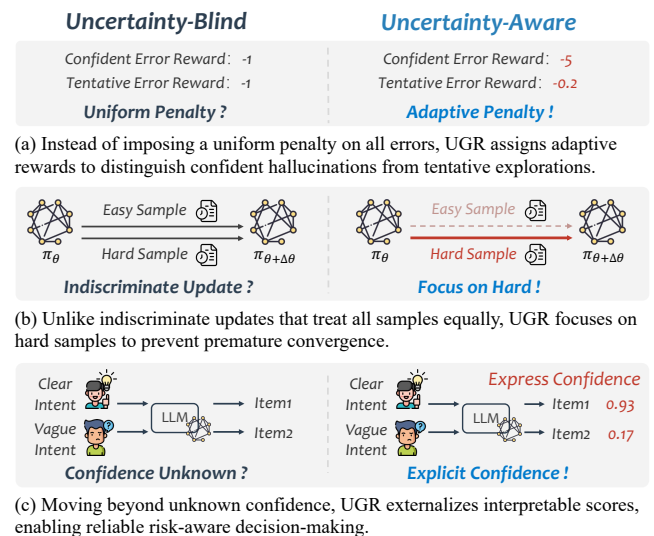 Uncertainty-Blind Uncertainty-Aware
Confident Error Reward: -1 Confident Error Reward: -5
Tentative Error Reward: -1 Tentative Error Reward: -0.2
Uniform Penalty ? Adaptive Penalty !
(a) Instead of imposing a uniform penalty on all errors, UGR assigns adaptive
rewards to distinguish confident hallucinations from tentative explorations.
Easy Sample Easy Sample
πθ πθ+Δθ πθ πθ+Δθ
Hard Sample Hard Sample
Indiscriminate Update ? Focus on Hard !
(b) Unlike indiscriminate updates that treat all samples equally, UGR focuses on
hard samples to prevent premature convergence.
Express Confidence
Clear Intent LLM Item1 Clear Intent LLM Item1 0.93
Vague Intent Item2 Vague Intent Item2 0.17
Confidence Unknown ? Explicit Confidence !
(c) Moving beyond unknown confidence, UGR externalizes interpretable scores,
enabling reliable risk-aware decision-making.